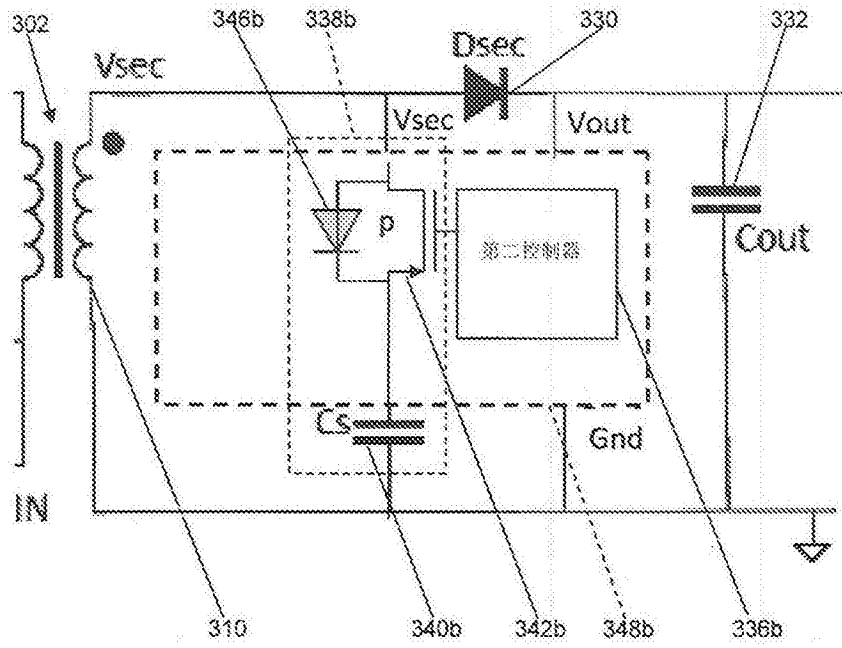 302
346b
338b
330
332
Vsec
Dsec
Vsec
Vout
p
第二控制器
Cout
Cs
Gnd
IN
310
340b
342b
348b
336b